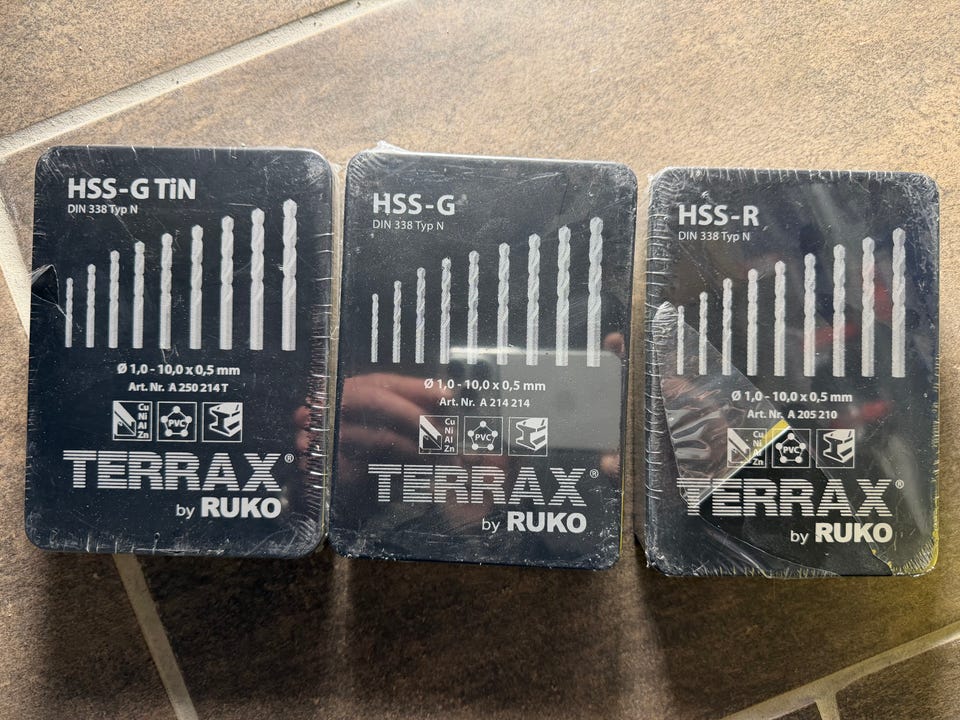 HSS-G TiN
DIN 338 Typ N
Ø 1,0 - 10,0 x 0,5 mm
Art. Nr. A 250 214 T
Cu
Ni
Al
Zn
PVC
TERRAX®
by RUKO
HSS-G
DIN 338 Typ N
Ø 1,0 - 10,0 x 0,5 mm
Art. Nr. A 214 214
Cu
Ni
Al
Zn
PVC
TERRAX®
by RUKO
HSS-R
DIN 338 Typ N
Ø 1,0 - 10,0 x 0,5 mm
Art. Nr. A 205 210
Cu
Ni
Al
Zn
PVC
TERRAX®
by RUKO